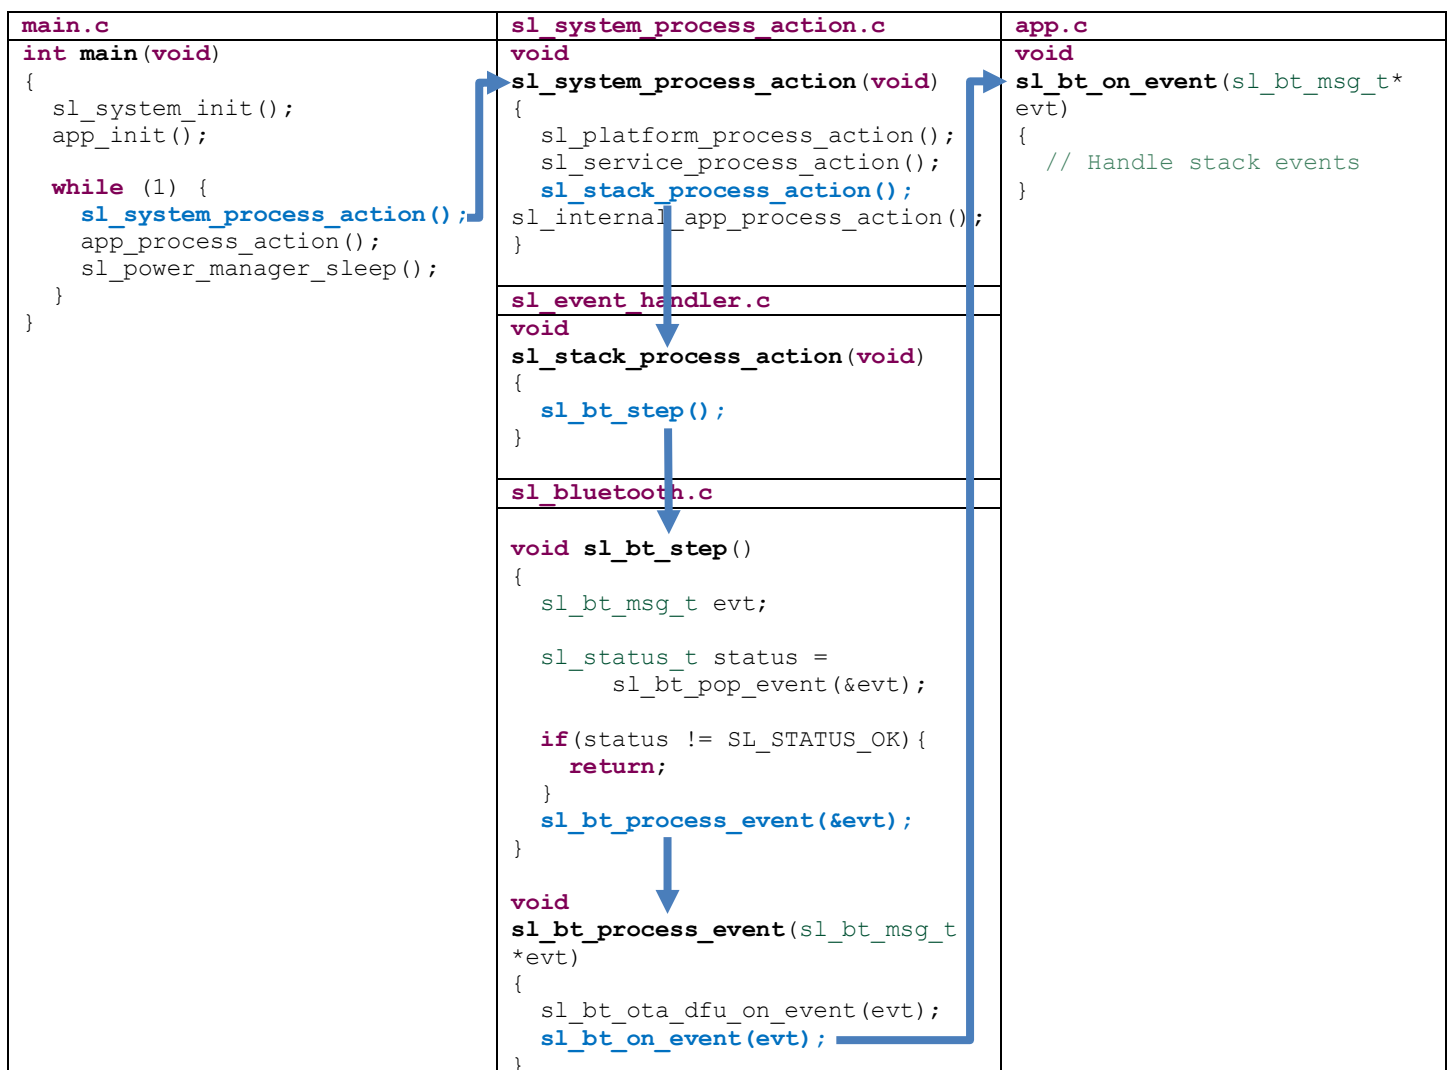 main.c
int main(void)
{
sl_system_init();
app_init();
while (1) {
sl_system_process_action();
app_process_action();
sl_power_manager_sleep();
}
}
sl_system_process_action.c
void
sl_system_process_action(void)
{
sl_platform_process_action();
sl_service_process_action();
sl_stack_process_action();
sl_internal_app_process_action();
}
sl_event_handler.c
void
sl_stack_process_action(void)
{
sl_bt_step();
}
sl_bluetooth.c
void sl_bt_step()
{
sl_bt_msg_t evt;
sl_status_t status =
sl_bt_pop_event(&evt);
if(status != SL_STATUS_OK){
return;
}
sl_bt_process_event(&evt);
}
void
sl_bt_process_event(sl_bt_msg_t
*evt)
{
sl_bt_ota_dfu_on_event(evt);
sl_bt_on_event(evt);
}
app.c
void
sl_bt_on_event(sl_bt_msg_t*
evt)
{
// Handle stack events
}